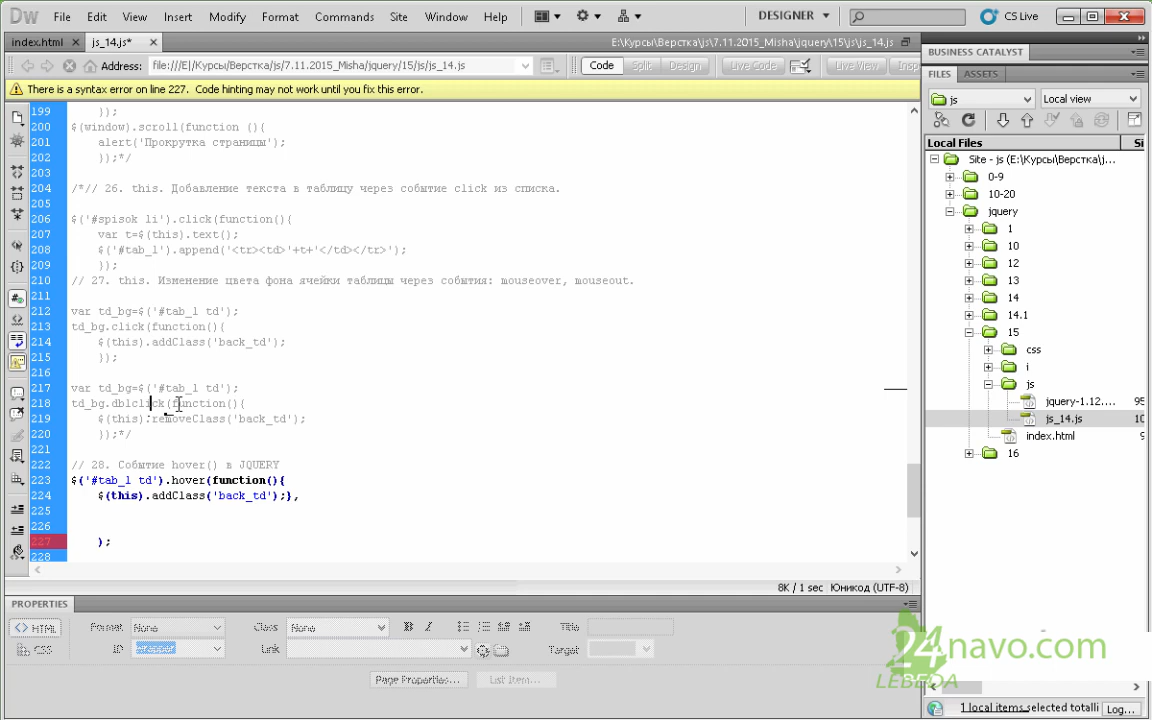 Dw File Edit View Insert Modify Format Commands Site Window Help DESIGNER CS Live
index.html js_14.js* E:\Курсы\Верстка\js\7.11.2015_Misha\jquery\15\js\js_14.js
Address: file:///E|/Курсы/Верстка/js/7.11.2015_Misha/jquery/15/js/js_14.js Code Split Design Live Code Live View Insp
There is a syntax error on line 227. Code hinting may not work until you fix this error.
199 });
200 $(window).scroll(function (){
201 alert('Прокрутка страницы');
202 });*/
203
204 /*// 26. this. Добавление текста в таблицу через событие click из списка.
205
206 $('#spisok li').click(function(){
207 var t=$(this).text();
208 $('#tab_1').append('<tr><td>'+t+'</td></tr>');
209 });
210 // 27. this. Изменение цвета фона ячейки таблицы через события: mouseover, mouseout.
211
212 var td_bg=$('#tab_1 td');
213 td_bg.click(function(){
214 $(this).addClass('back_td');
215 });
216
217 var td_bg=$('#tab_1 td');
218 td_bg.dblclick(function(){
219 $(this).removeClass('back_td');
220 });*/
221
222 // 28. Событие hover() в JQUERY
223 $('#tab_1 td').hover(function(){
224 $(this).addClass('back_td');},
225
226
227 );
228
8K / 1 sec Юникод (UTF-8)
PROPERTIES
<> HTML Format None Class None B I Title
CSS ID Link Target
Page Properties... List Item...
BUSINESS CATALYST
FILES ASSETS
js Local view
Local Files Si
Site - js (E:\Курсы\Верстка\j...
0-9
10-20
jquery
1
10
12
13
14
14.1
15
css
i
js
jquery-1.12.... 95
js_14.js 10
index.html 9
16
24navo.com
LEBEDA
1 local items selected totalli Log...